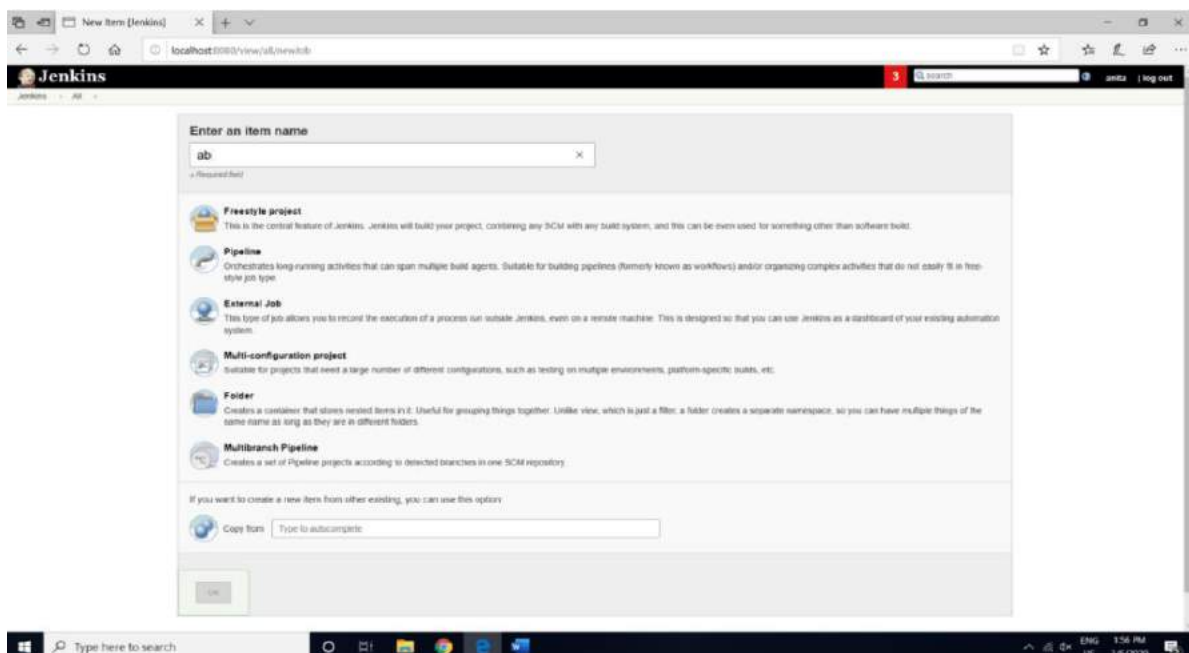 New Item [Jenkins]
localhost:8080/view/all/newJob
Jenkins
3
search
anita
| log out
Jenkins
All
Enter an item name
ab
» Required field
Freestyle project
This is the central feature of Jenkins. Jenkins will build your project, combining any SCM with any build system, and this can be even used for something other than software build.
Pipeline
Orchestrates long-running activities that can span multiple build agents. Suitable for building pipelines (formerly known as workflows) and/or organizing complex activities that do not easily fit in free-
style job type.
External Job
This type of job allows you to record the execution of a process run outside Jenkins, even on a remote machine. This is designed so that you can use Jenkins as a dashboard of your existing automation
system.
Multi-configuration project
Suitable for projects that need a large number of different configurations, such as testing on multiple environments, platform-specific builds, etc.
Folder
Creates a container that stores nested items in it. Useful for grouping things together. Unlike view, which is just a filter, a folder creates a separate namespace, so you can have multiple things of the
same name as long as they are in different folders.
Multibranch Pipeline
Creates a set of Pipeline projects according to detected branches in one SCM repository.
If you want to create a new item from other existing, you can use this option:
Copy from
Type to autocomplete
OK
Type here to search
ENG
1:56 PM